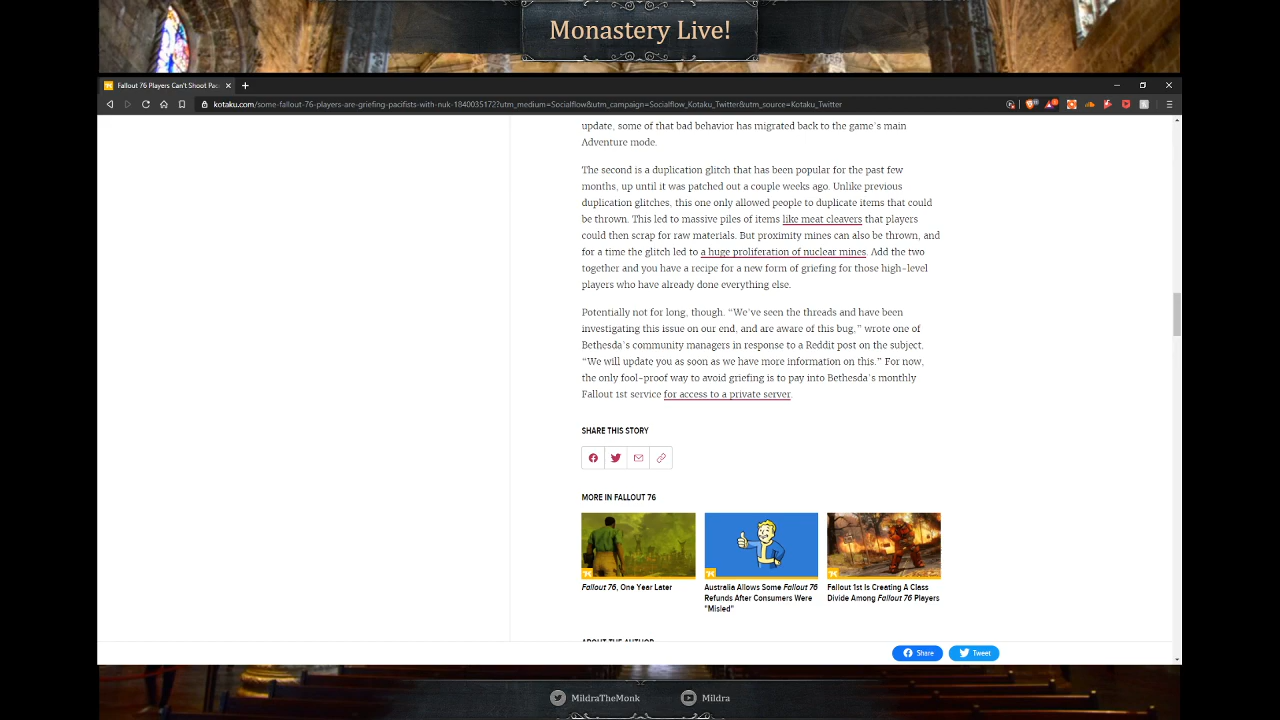 Monastery Live!
Fallout 76 Players Can't Shoot Pac
kotaku.com/some-fallout-76-players-are-griefing-pacifists-with-nuk-1840035172?utm_medium=Socialflow&utm_campaign=Socialflow_Kotaku_Twitter&utm_source=Kotaku_Twitter
update, some of that bad behavior has migrated back to the game's main
Adventure mode.
The second is a duplication glitch that has been popular for the past few
months, up until it was patched out a couple weeks ago. Unlike previous
duplication glitches, this one only allowed people to duplicate items that could
be thrown. This led to massive piles of items like meat cleavers that players
could then scrap for raw materials. But proximity mines can also be thrown, and
for a time the glitch led to a huge proliferation of nuclear mines. Add the two
together and you have a recipe for a new form of griefing for those high-level
players who have already done everything else.
Potentially not for long, though. “We've seen the threads and have been
investigating this issue on our end, and are aware of this bug,” wrote one of
Bethesda's community managers in response to a Reddit post on the subject.
“We will update you as soon as we have more information on this.” For now,
the only fool-proof way to avoid griefing is to pay into Bethesda's monthly
Fallout 1st service for access to a private server.
SHARE THIS STORY
MORE IN FALLOUT 76
Fallout 76, One Year Later
Australia Allows Some Fallout 76
Refunds After Consumers Were
"Misled"
Fallout 1st Is Creating A Class
Divide Among Fallout 76 Players
ABOUT THE AUTHOR
Share
Tweet
MildraTheMonk
Mildra